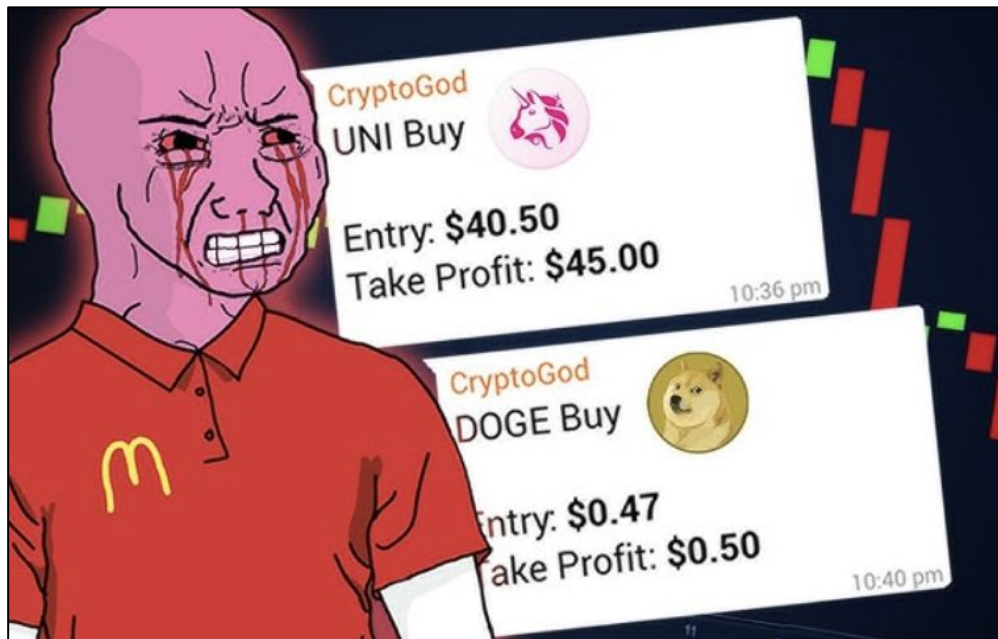 CryptoGod
UNI Buy
Entry: $40.50
Take Profit: $45.00
10:36 pm
CryptoGod
DOGE Buy
ntry: $0.47
ake Profit: $0.50
10:40 pm